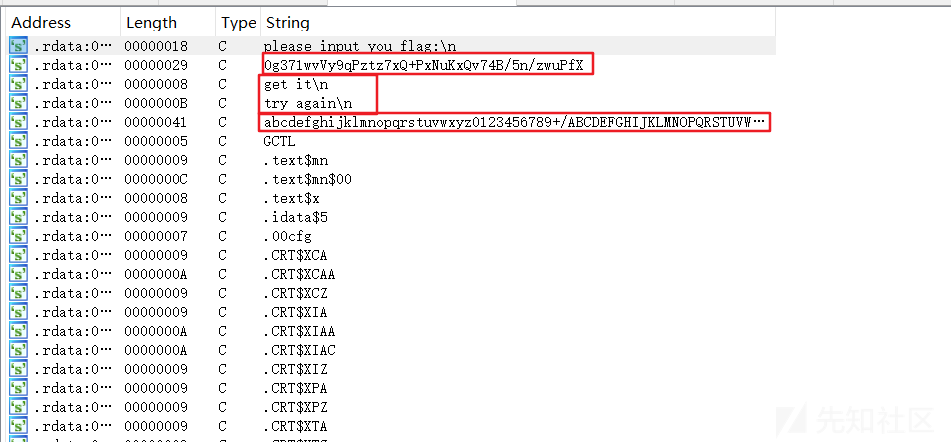 Address Length Type String
.rdata:0… 00000018 C please input you flag:\n
.rdata:0… 00000029 C 0g371wvVy9qPztz7xQ+PxNuKxQv74B/5n/zwuPfX
.rdata:0… 00000008 C get it\n
.rdata:0… 0000000B C try again\n
.rdata:0… 00000041 C abcdefghijklmnopqrstuvwxyz0123456789+/ABCDEFGHIJKLMNOPQRSTUVW…
.rdata:0… 00000005 C GCTL
.rdata:0… 00000009 C .text$mn
.rdata:0… 0000000C C .text$mn$00
.rdata:0… 00000008 C .text$x
.rdata:0… 00000009 C .idata$5
.rdata:0… 00000007 C .00cfg
.rdata:0… 00000009 C .CRT$XCA
.rdata:0… 0000000A C .CRT$XCAA
.rdata:0… 00000009 C .CRT$XCZ
.rdata:0… 00000009 C .CRT$XIA
.rdata:0… 0000000A C .CRT$XIAA
.rdata:0… 0000000A C .CRT$XIAC
.rdata:0… 00000009 C .CRT$XIZ
.rdata:0… 00000009 C .CRT$XPA
.rdata:0… 00000009 C .CRT$XPZ
.rdata:0… 00000009 C .CRT$XTA
先知社区